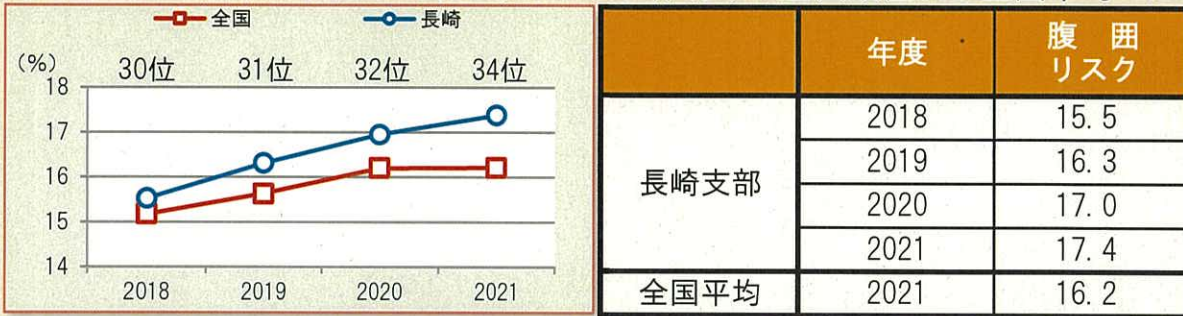 全国 長崎
(%) 30位 31位 32位 34位
18
17
16
15
14
2018 2019 2020 2021
年度 腹囲リスク
長崎支部 2018 15.5
2019 16.3
2020 17.0
2021 17.4
全国平均 2021 16.2